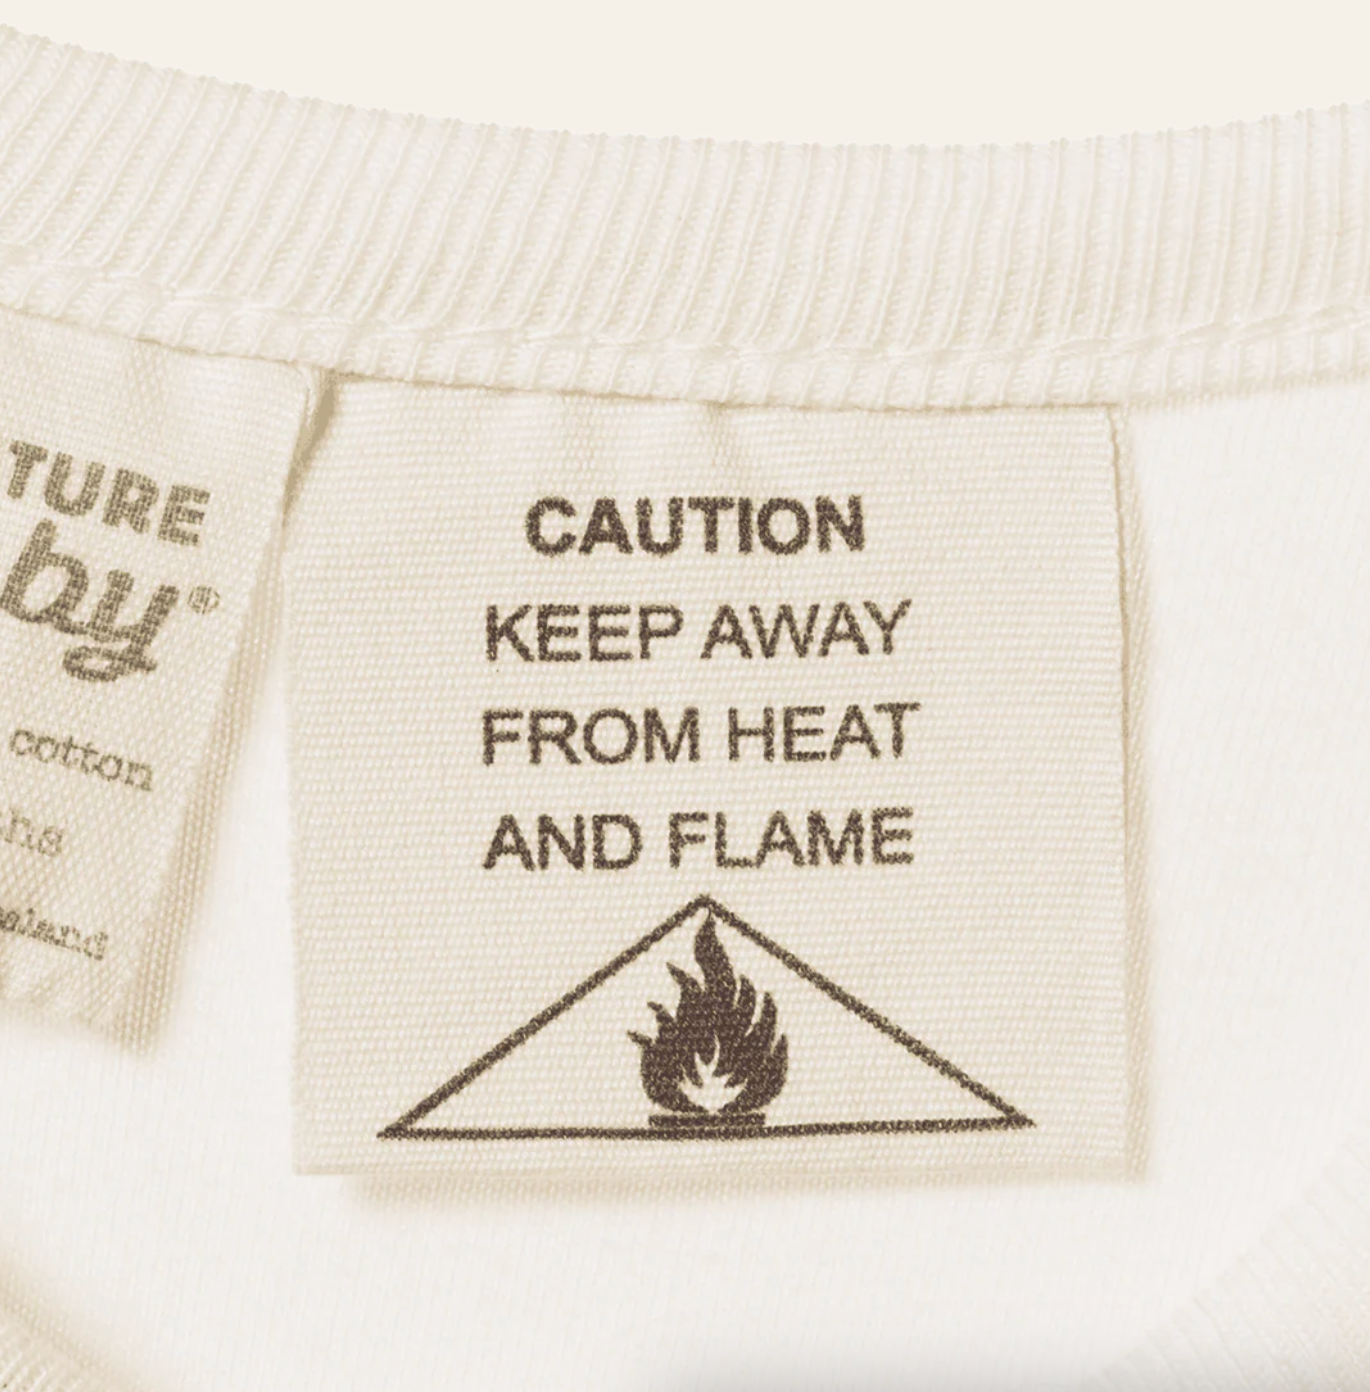 TURE
by®
cotton
CAUTION
KEEP AWAY
FROM HEAT
AND FLAME